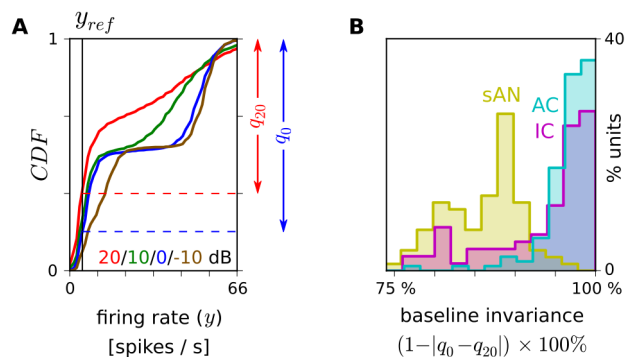 A
y_ref
1
CDF
0
20/10/0/-10 dB
0
66
firing rate (y)
[spikes / s]
q_20
q_0
B
40
sAN
AC
IC
% units
0
75 %
100 %
baseline invariance
(1−|q_0−q_20|) × 100%